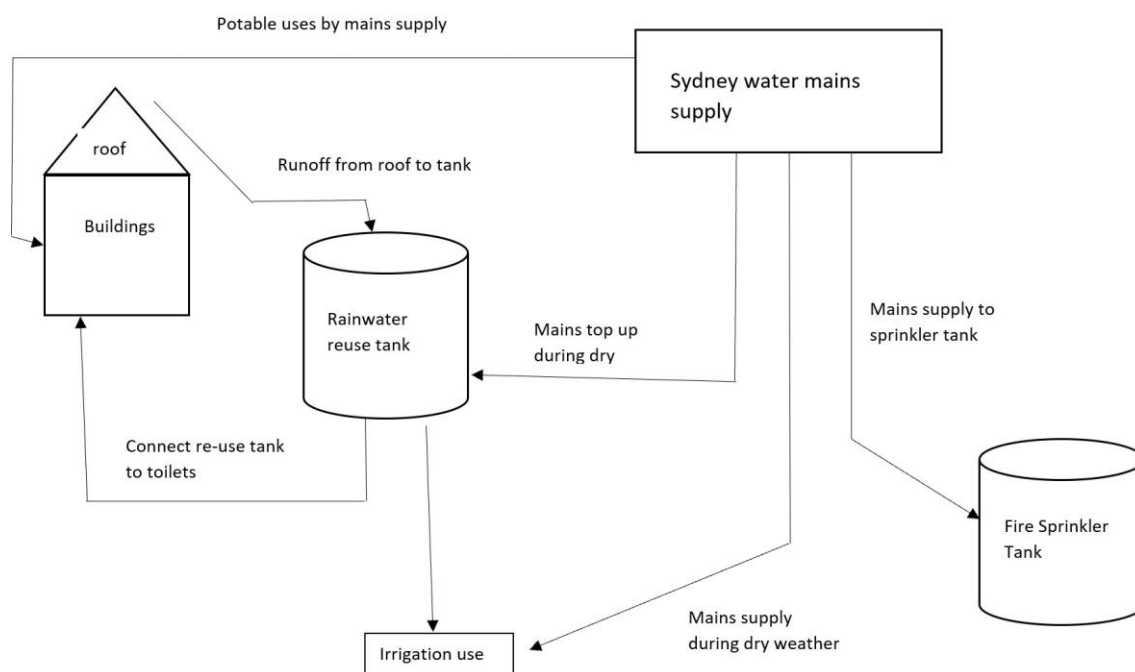 Potable uses by mains supply
Sydney water mains
supply
roof
Runoff from roof to tank
Buildings
Rainwater
reuse tank
Mains top up
during dry
Mains supply to
sprinkler tank
Connect re-use tank
to toilets
Fire Sprinkler
Tank
Mains supply
during dry weather
Irrigation use